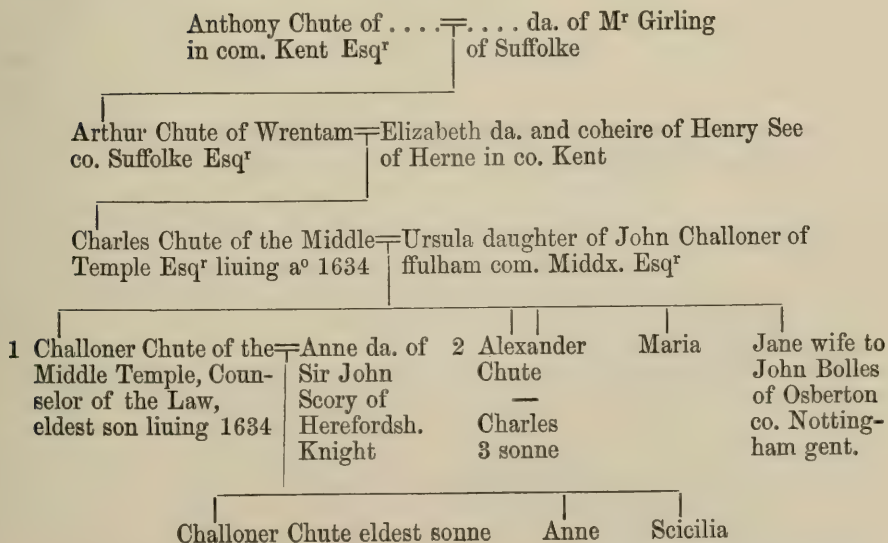 Anthony Chute of . . . . = . . . . da. of Mʳ Girling
in com. Kent Esqʳ of Suffolke
Arthur Chute of Wrentam=Elizabeth da. and coheire of Henry See
co. Suffolke Esqʳ of Herne in co. Kent
Charles Chute of the Middle=Ursula daughter of John Challoner of
Temple Esqʳ liuing aº 1634 ffulham com. Middx. Esqʳ
1 Challoner Chute of the=Anne da. of 2 Alexander Maria Jane wife to
Middle Temple, Coun- Sir John Chute John Bolles
selor of the Law, Scory of — of Osberton
eldest son liuing 1634 Herefordsh. Charles co. Notting-
Knight 3 sonne ham gent.
Challoner Chute eldest sonne Anne Scicilia